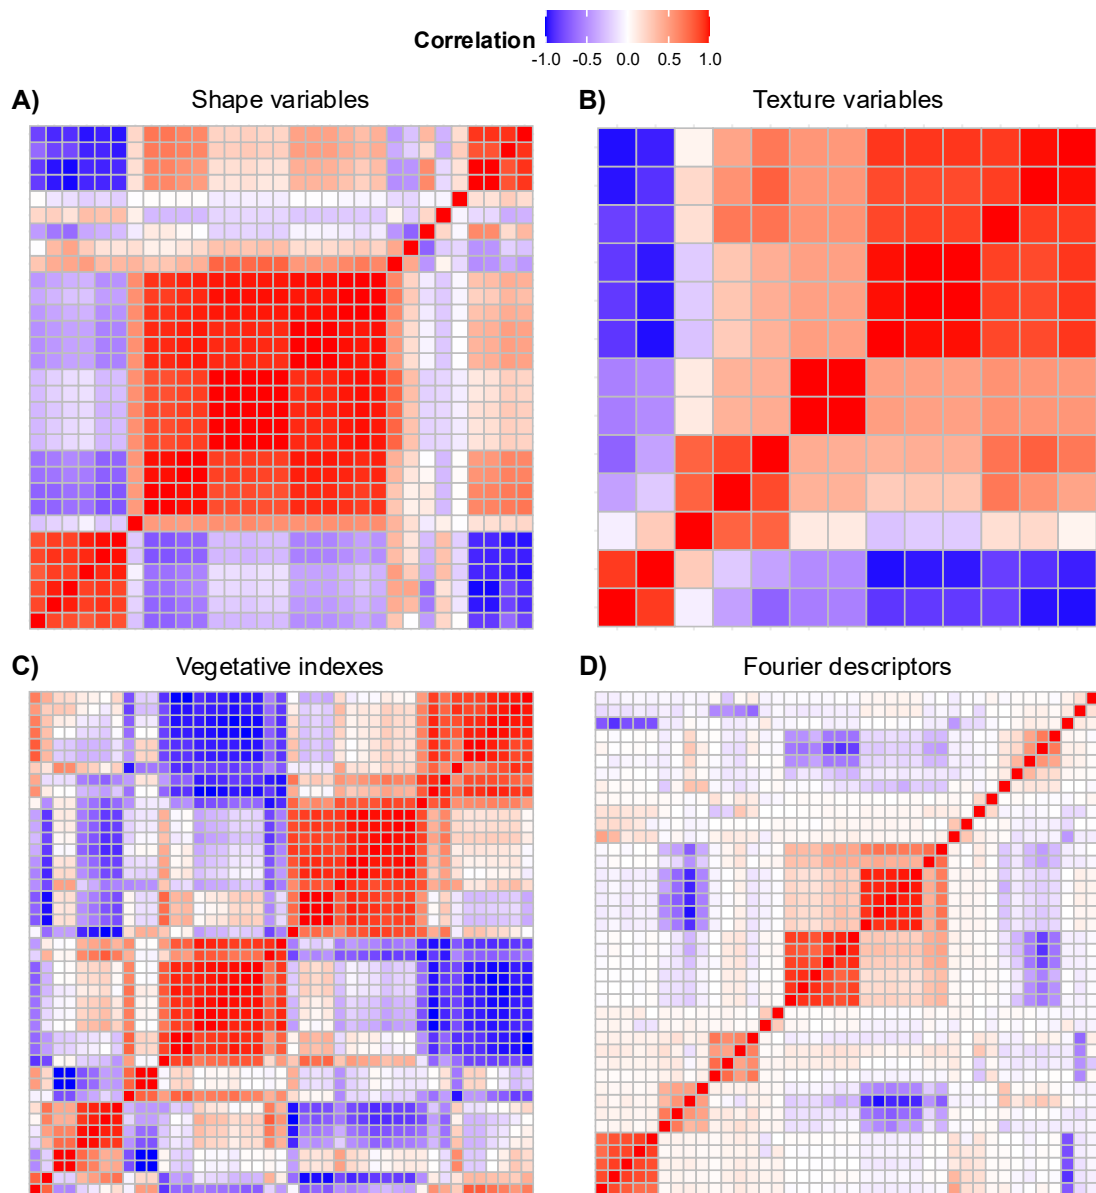 Correlation
-1.0 -0.5 0.0 0.5 1.0
A) Shape variables
B) Texture variables
C) Vegetative indexes
D) Fourier descriptors